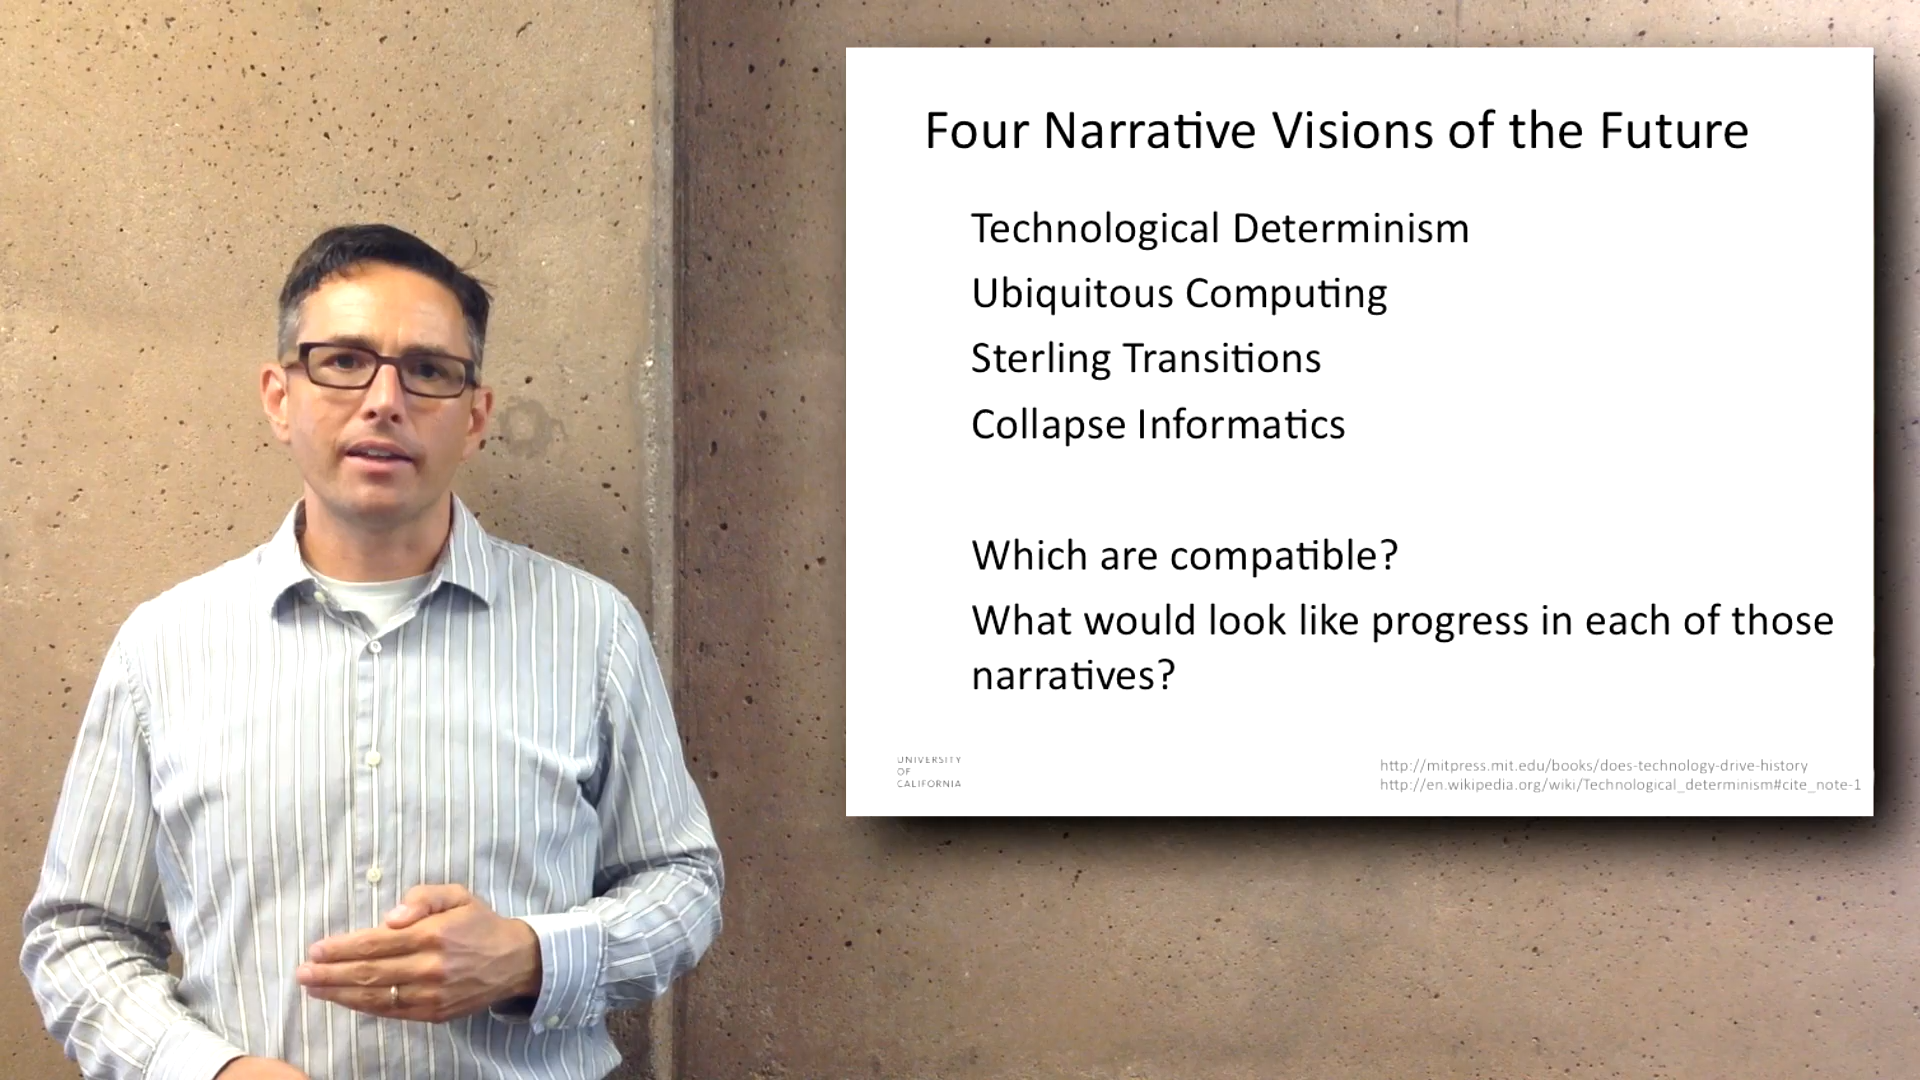 Four Narrative Visions of the Future
Technological Determinism
Ubiquitous Computing
Sterling Transitions
Collapse Informatics
Which are compatible?
What would look like progress in each of those
narratives?
UNIVERSITY
OF
CALIFORNIA
http://mitpress.mit.edu/books/does-technology-drive-history
http://en.wikipedia.org/wiki/Technological_determinism#cite_note-1